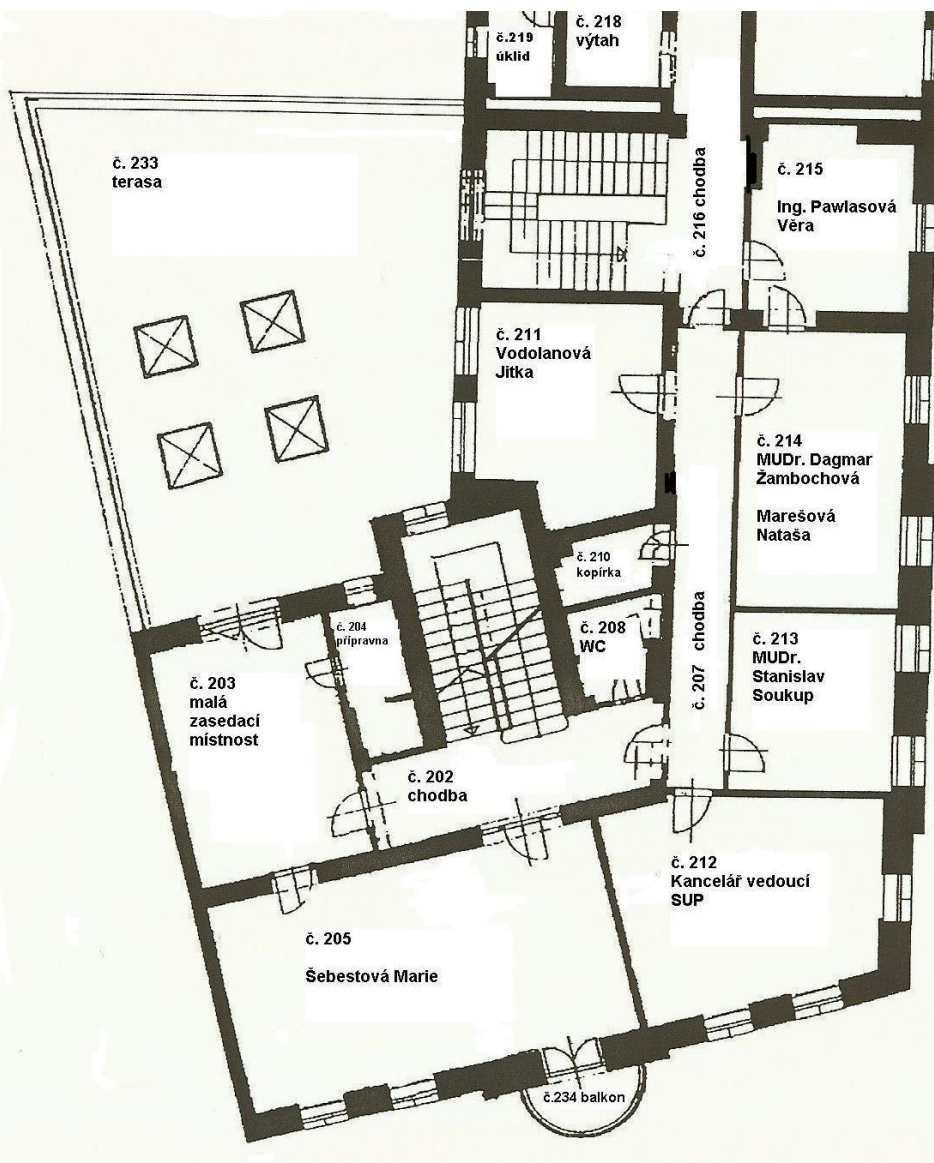 č.219
úklid
č. 218
výtah
č. 233
terasa
č. 216 chodba
č. 215
Ing. Pawlasová
Věra
č. 211
Vodolanová
Jitka
č. 214
MUDr. Dagmar
Žambochová
Marešová
Nataša
č. 210
kopírka
č. 204
přípravna
č. 208
WC
č. 207 chodba
č. 213
MUDr.
Stanislav
Soukup
č. 203
malá
zasedací
místnost
č. 202
chodba
č. 212
Kancelář vedoucí
SUP
č. 205
Šebestová Marie
č.234 balkon